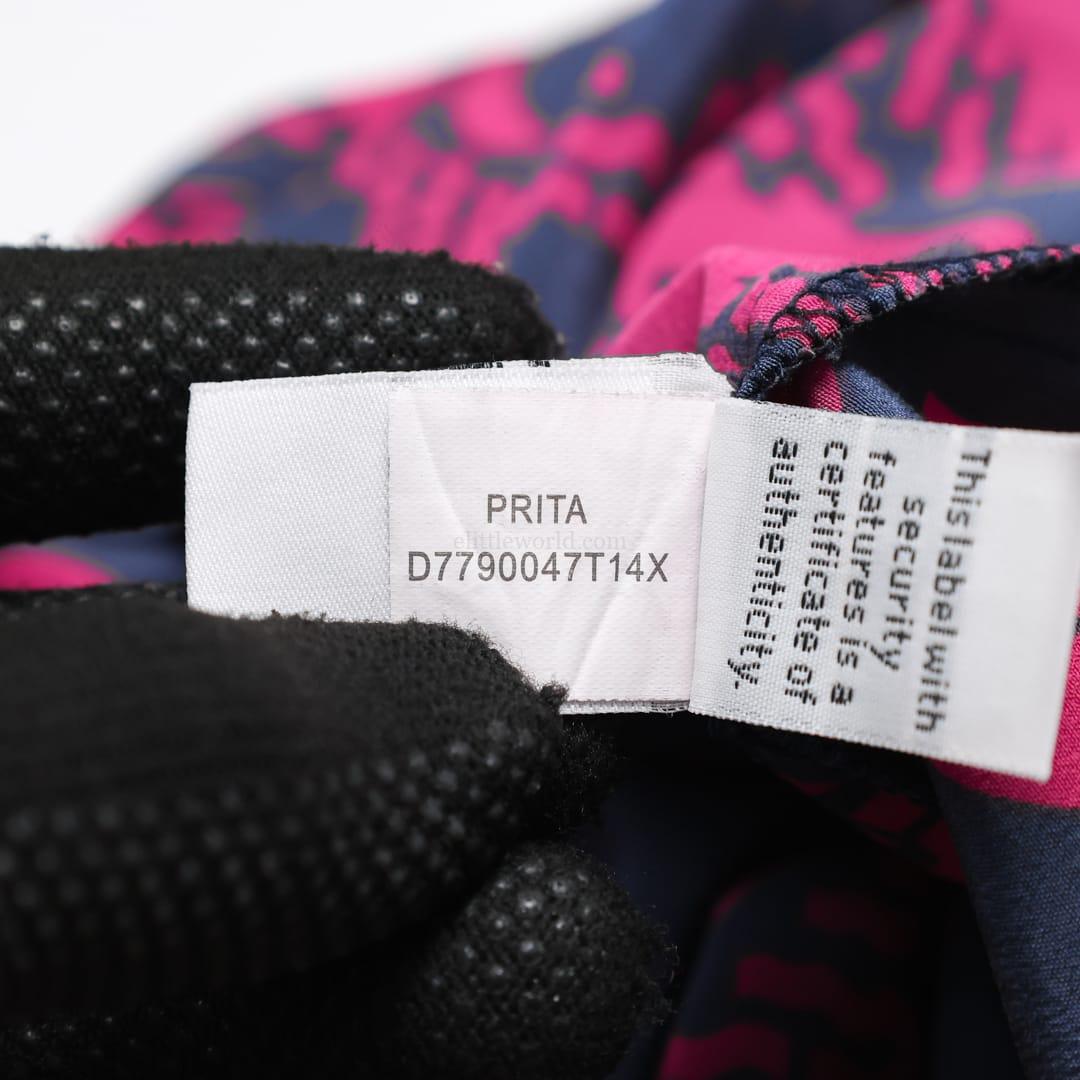 PRITA
elittleworld.com
D7790047T14X
This label with
security
features is a
certificate of
authenticity.